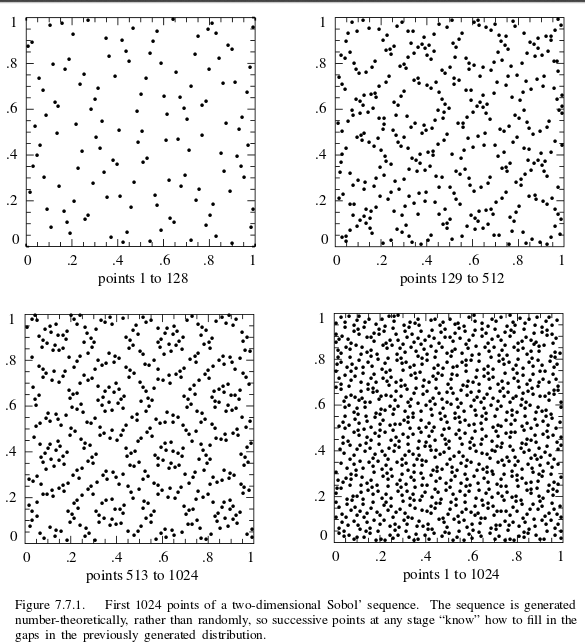 1
.8
.6
.4
.2
0
0 .2 .4 .6 .8 1
points 1 to 128
1
.8
.6
.4
.2
0
0 .2 .4 .6 .8 1
points 129 to 512
1
.8
.6
.4
.2
0
0 .2 .4 .6 .8 1
points 513 to 1024
1
.8
.6
.4
.2
0
0 .2 .4 .6 .8 1
points 1 to 1024
Figure 7.7.1. First 1024 points of a two-dimensional Sobol’ sequence. The sequence is generated
number-theoretically, rather than randomly, so successive points at any stage “know” how to fill in the
gaps in the previously generated distribution.